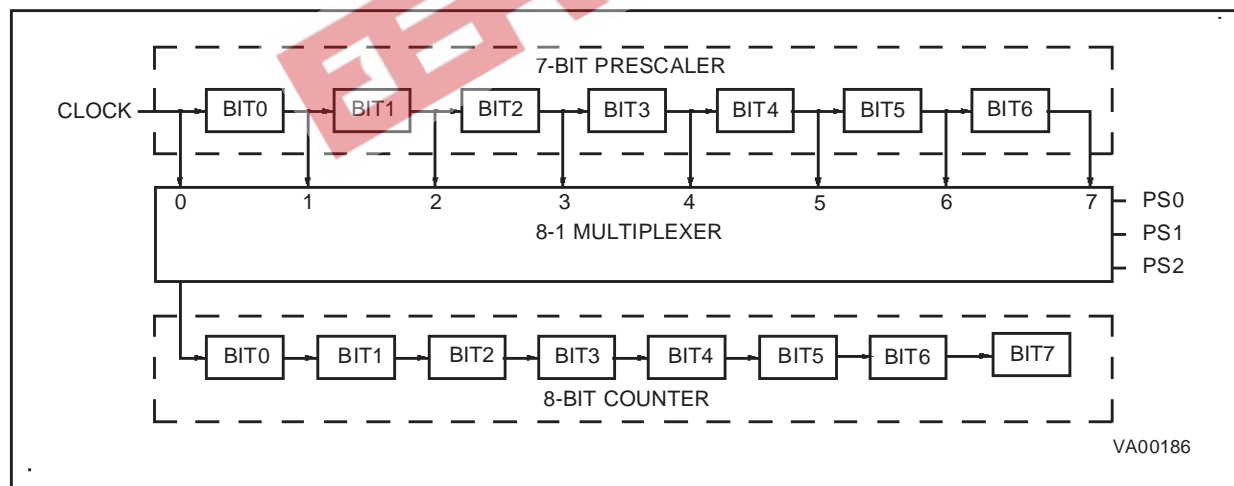 7-BIT PRESCALER
CLOCK BIT0 BIT1 BIT2 BIT3 BIT4 BIT5 BIT6
0 1 2 3 4 5 6 7 PS0
8-1 MULTIPLEXER PS1
PS2
BIT0 BIT1 BIT2 BIT3 BIT4 BIT5 BIT6 BIT7
8-BIT COUNTER
VA00186